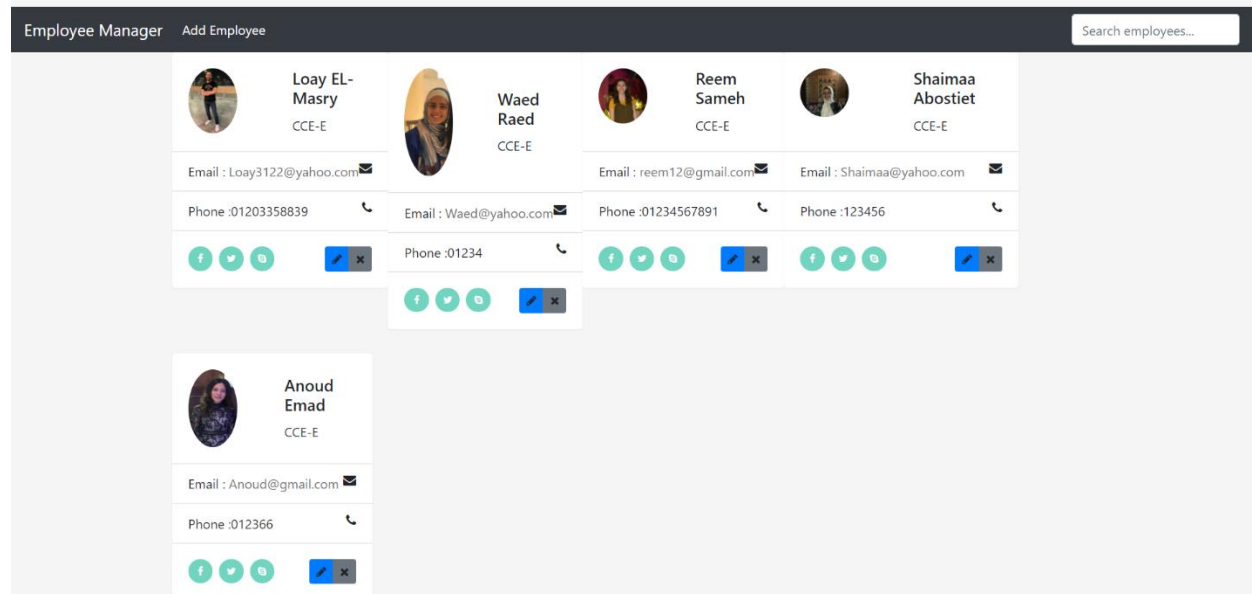 Employee Manager Add Employee Search employees...
Loay EL-
Masry
CCE-E
Email : Loay3122@yahoo.com
Phone :01203358839
Waed
Raed
CCE-E
Email : Waed@yahoo.com
Phone :01234
Reem
Sameh
CCE-E
Email : reem12@gmail.com
Phone :01234567891
Shaimaa
Abostiet
CCE-E
Email : Shaimaa@yahoo.com
Phone :123456
Anoud
Emad
CCE-E
Email : Anoud@gmail.com
Phone :012366